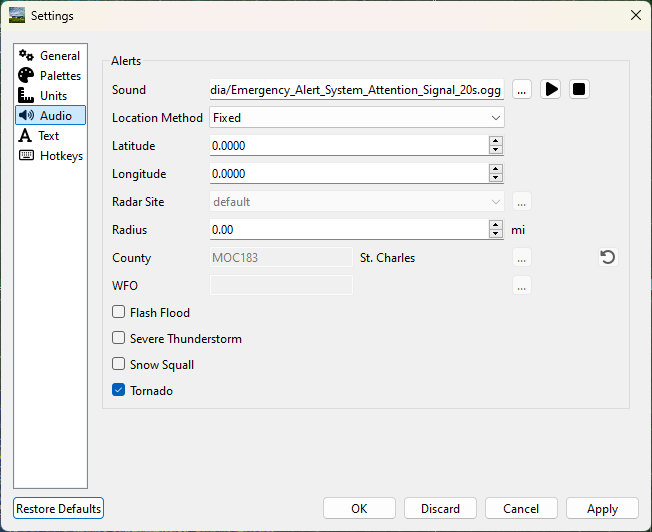 Settings
General
Palettes
Units
Audio
Text
Hotkeys
Alerts
Sound dia/Emergency_Alert_System_Attention_Signal_20s.ogg ...
Location Method Fixed
Latitude 0.0000
Longitude 0.0000
Radar Site default ...
Radius 0.00 mi
County MOC183 St. Charles ...
WFO ...
Flash Flood
Severe Thunderstorm
Snow Squall
Tornado
Restore Defaults OK Discard Cancel Apply